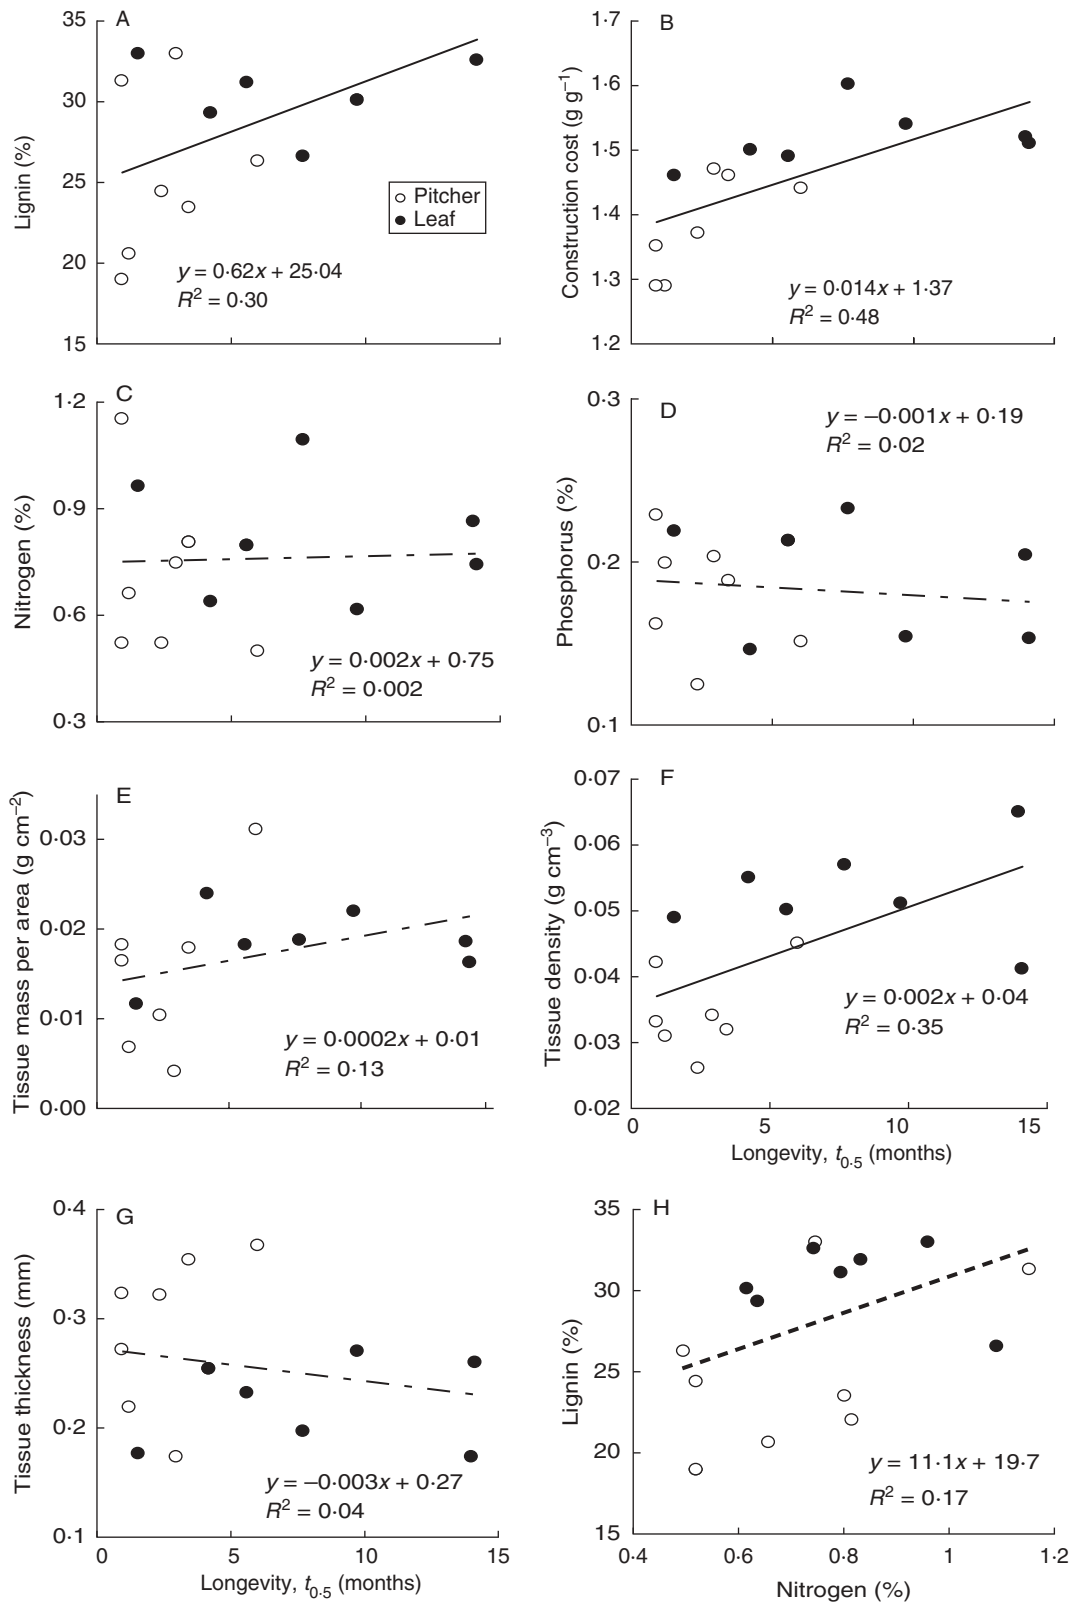 A
35
30
25
20
15
Lignin (%)
Pitcher
Leaf
y = 0·62x + 25·04
R² = 0·30
B
1·7
1·6
1·5
1·4
1·3
1·2
Construction cost (g g⁻¹)
y = 0·014x + 1·37
R² = 0·48
C
1·2
0·9
0·6
0·3
Nitrogen (%)
y = 0·002x + 0·75
R² = 0·002
D
0·3
0·2
0·1
Phosphorus (%)
y = −0·001x + 0·19
R² = 0·02
E
0·03
0·02
0·01
0·00
Tissue mass per area (g cm⁻²)
y = 0·0002x + 0·01
R² = 0·13
F
0·07
0·06
0·05
0·04
0·03
0·02
Tissue density (g cm⁻³)
y = 0·002x + 0·04
R² = 0·35
0 5 10 15
Longevity, t₀·₅ (months)
G
0·4
0·3
0·2
0·1
Tissue thickness (mm)
y = −0·003x + 0·27
R² = 0·04
0 5 10 15
Longevity, t₀·₅ (months)
H
35
30
25
20
15
Lignin (%)
y = 11·1x + 19·7
R² = 0·17
0·4 0·6 0·8 1 1·2
Nitrogen (%)